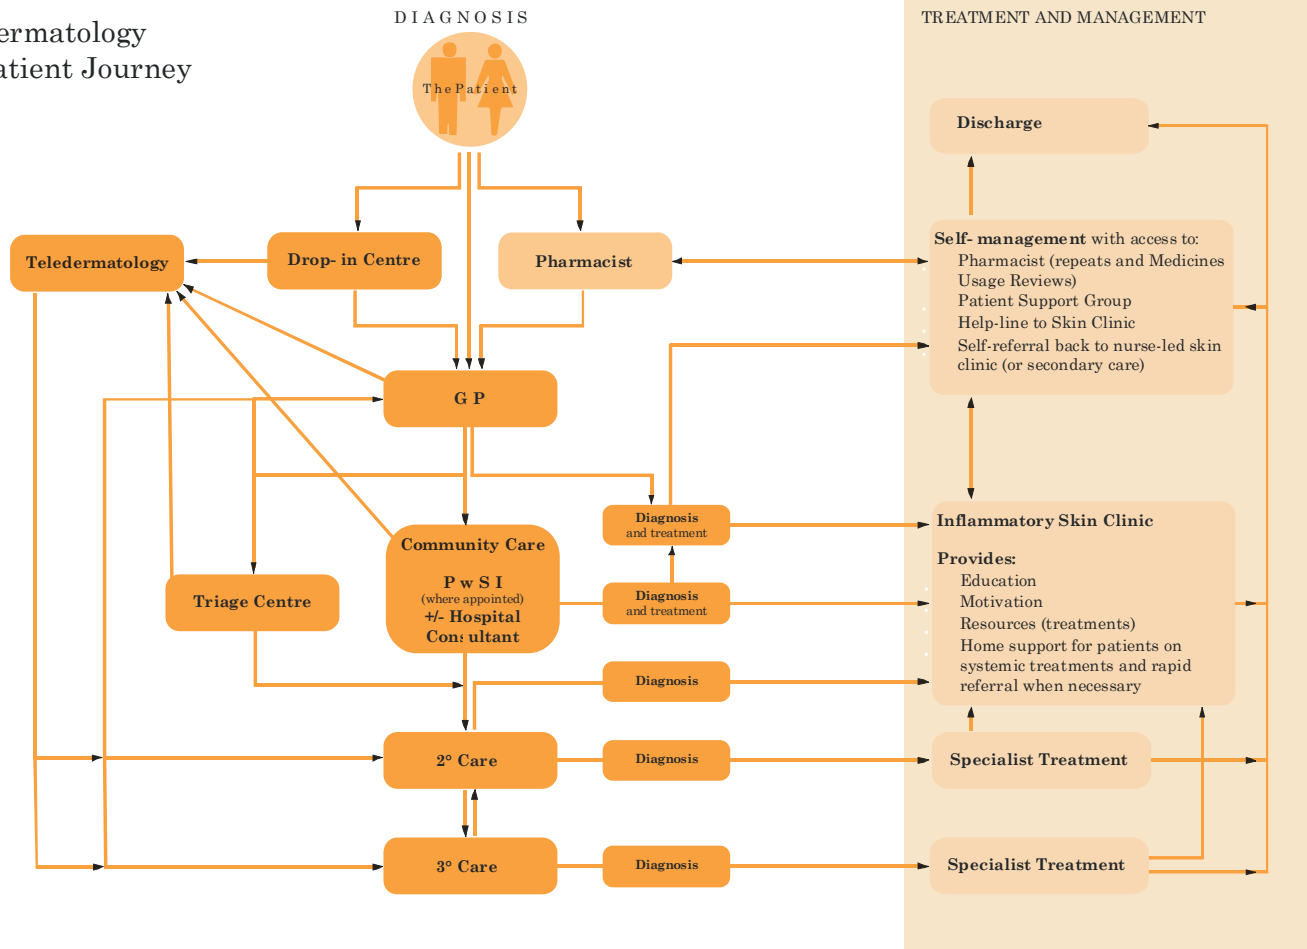 ermatology
atient Journey
DIAGNOSIS
The Patient
TREATMENT AND MANAGEMENT
Discharge
Teledermatology
Drop- in Centre
Pharmacist
Self- management with access to:
Pharmacist (repeats and Medicines
Usage Reviews)
Patient Support Group
Help-line to Skin Clinic
Self-referral back to nurse-led skin
clinic (or secondary care)
G P
Diagnosis
and treatment
Community Care
P w S I
(where appointed)
+/- Hospital
Consultant
Triage Centre
Diagnosis
and treatment
Inflammatory Skin Clinic
Provides:
Education
Motivation
Resources (treatments)
Home support for patients on
systemic treatments and rapid
referral when necessary
Diagnosis
2° Care
Diagnosis
Specialist Treatment
3° Care
Diagnosis
Specialist Treatment